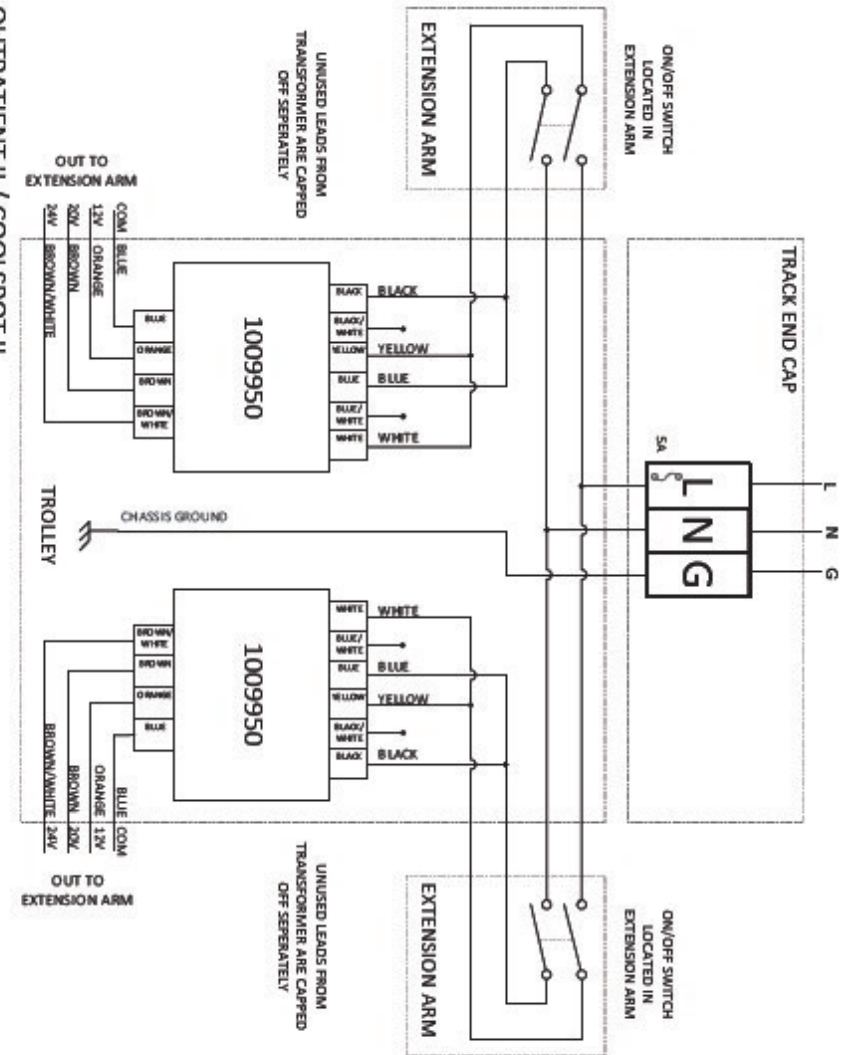 TRACK END CAP
L
N
G
5A
L
N
G
ON/OFF SWITCH
LOCATED IN
EXTENSION ARM
EXTENSION ARM
UNUSED LEADS FROM
TRANSFORMER ARE CAPPED
OFF SEPERATELY
BLACK
BLACK/
WHITE
YELLOW
BLUE
BLUE/
WHITE
WHITE
BLACK
YELLOW
BLUE
WHITE
1009950
BLUE
ORANGE
BROWN
BROWN/
WHITE
COM BLUE
12V ORANGE
20V BROWN
24V BROWN/WHITE
OUT TO
EXTENSION ARM
CHASSIS GROUND
TROLLEY
ON/OFF SWITCH
LOCATED IN
EXTENSION ARM
EXTENSION ARM
UNUSED LEADS FROM
TRANSFORMER ARE CAPPED
OFF SEPERATELY
WHITE
BLUE/
WHITE
BLUE
YELLOW
BLACK/
WHITE
BLACK
WHITE
BLUE
YELLOW
BLACK
1009950
BROWN/
WHITE
BROWN
ORANGE
BLUE
BLUE COM
ORANGE 12V
BROWN 20V
BROWN/WHITE 24V
OUT TO
EXTENSION ARM
OUTPATIENT II / COOLSPOT II